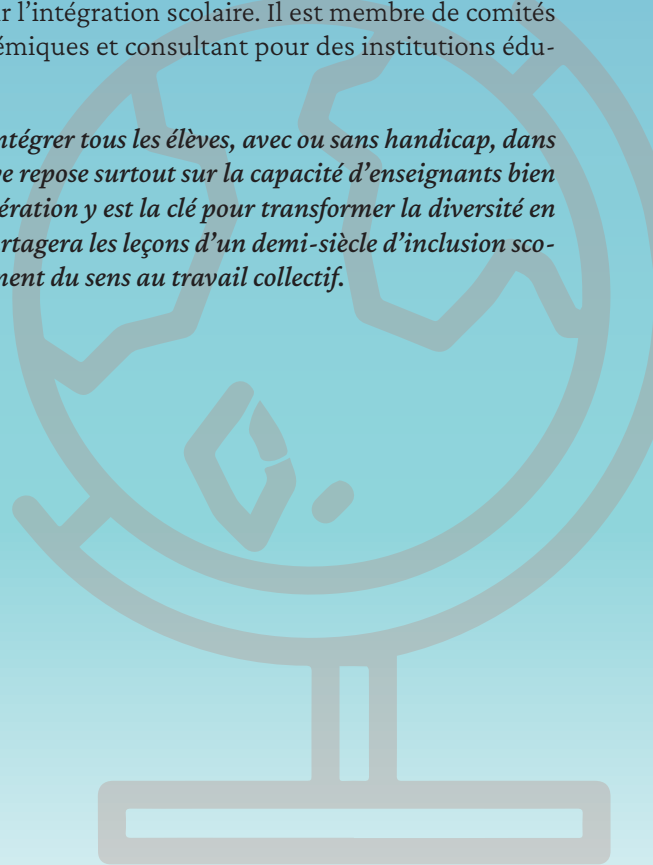 l'intégration scolaire. Il est membre de comités
émiques et consultant pour des institutions édu-
ntégrer tous les élèves, avec ou sans handicap, dans
repose surtout sur la capacité d'enseignants bien
ération y est la clé pour transformer la diversité en
rtagera les leçons d'un demi-siècle d'inclusion sco-
ment du sens au travail collectif.